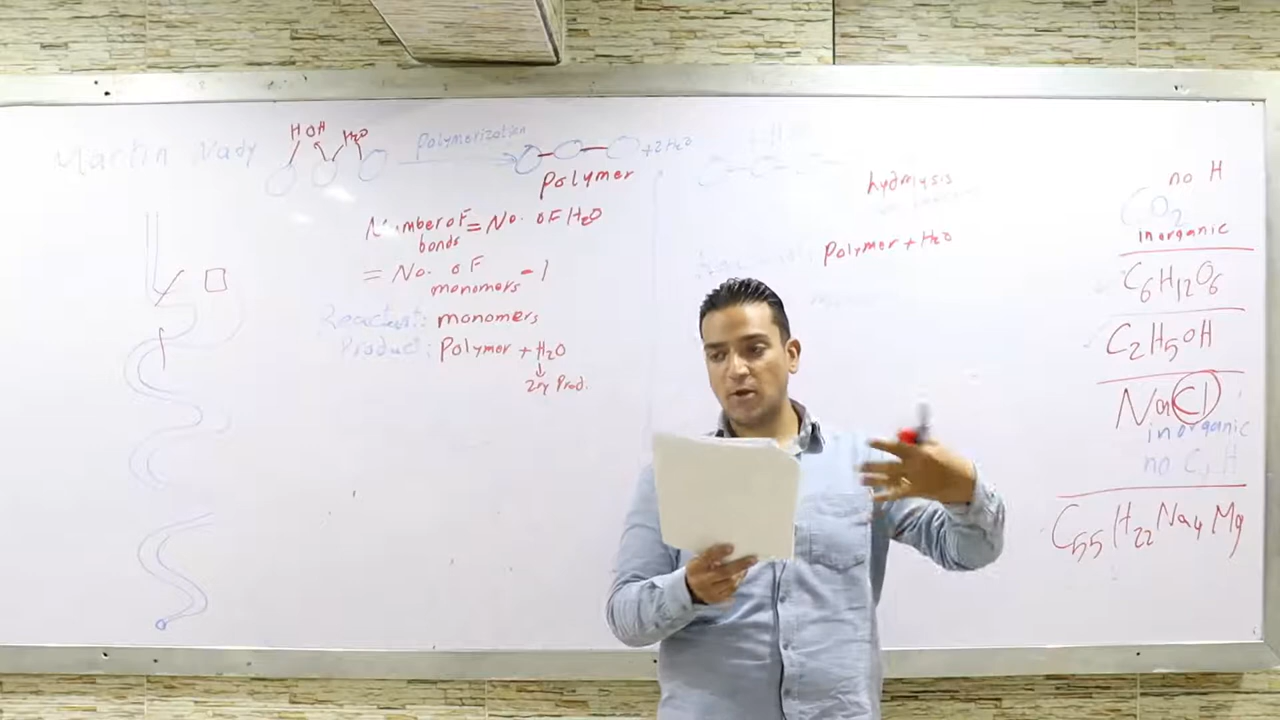 Martin Nady
H OH H₂O
Polymerization
+2H₂O
Polymer
Number of bonds = No. of H₂O
= No. of monomers - 1
Reactant: monomers
Product: Polymer + H₂O
↓
2ry Prod.
hydrolysis
Polymer + H₂O
no H
CO₂
inorganic
C₆H₁₂O₆
C₂H₅OH
NaCl
inorganic
no C, H
C₅₅H₂₂Na₄Mg